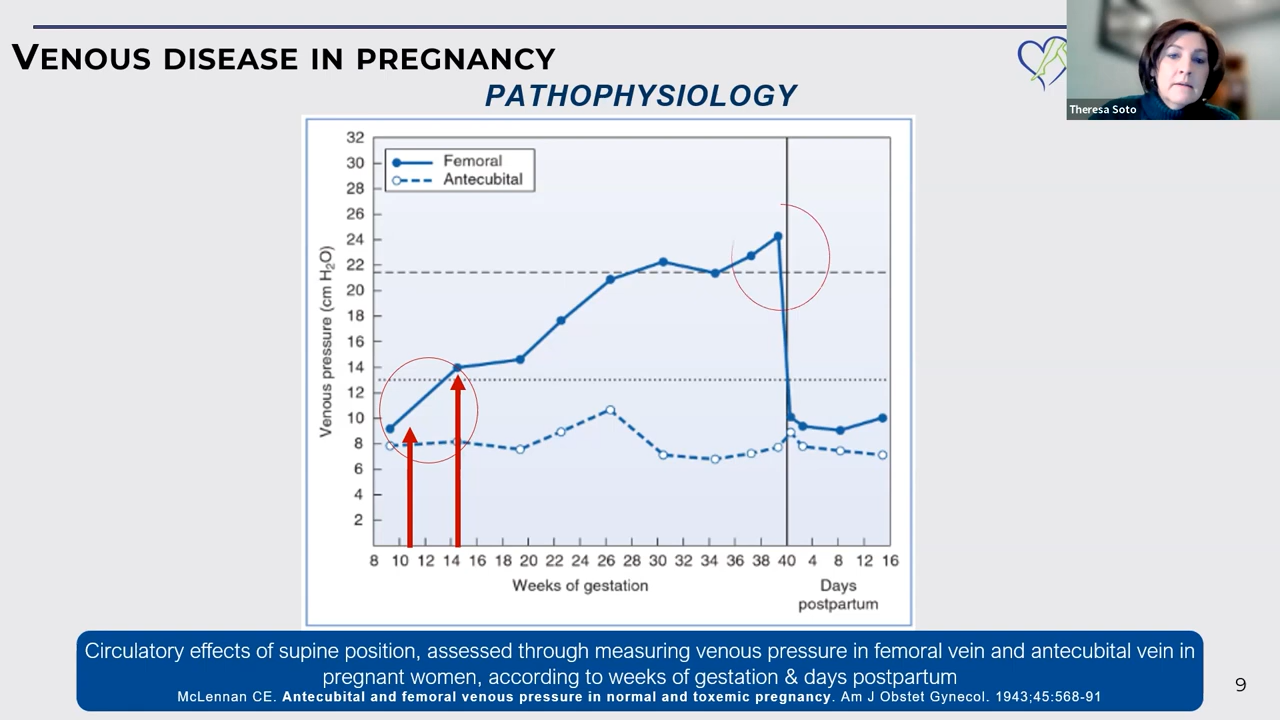 VENOUS DISEASE IN PREGNANCY
PATHOPHYSIOLOGY
Theresa Soto
32
30
28
26
24
22
20
18
16
14
12
10
8
6
4
2
Venous pressure (cm H₂O)
Femoral
Antecubital
8 10 12 14 16 18 20 22 24 26 28 30 32 34 36 38 40 4 8 12 16
Weeks of gestation
Days
postpartum
Circulatory effects of supine position, assessed through measuring venous pressure in femoral vein and antecubital vein in
pregnant women, according to weeks of gestation & days postpartum
McLennan CE. Antecubital and femoral venous pressure in normal and toxemic pregnancy. Am J Obstet Gynecol. 1943;45:568-91
9